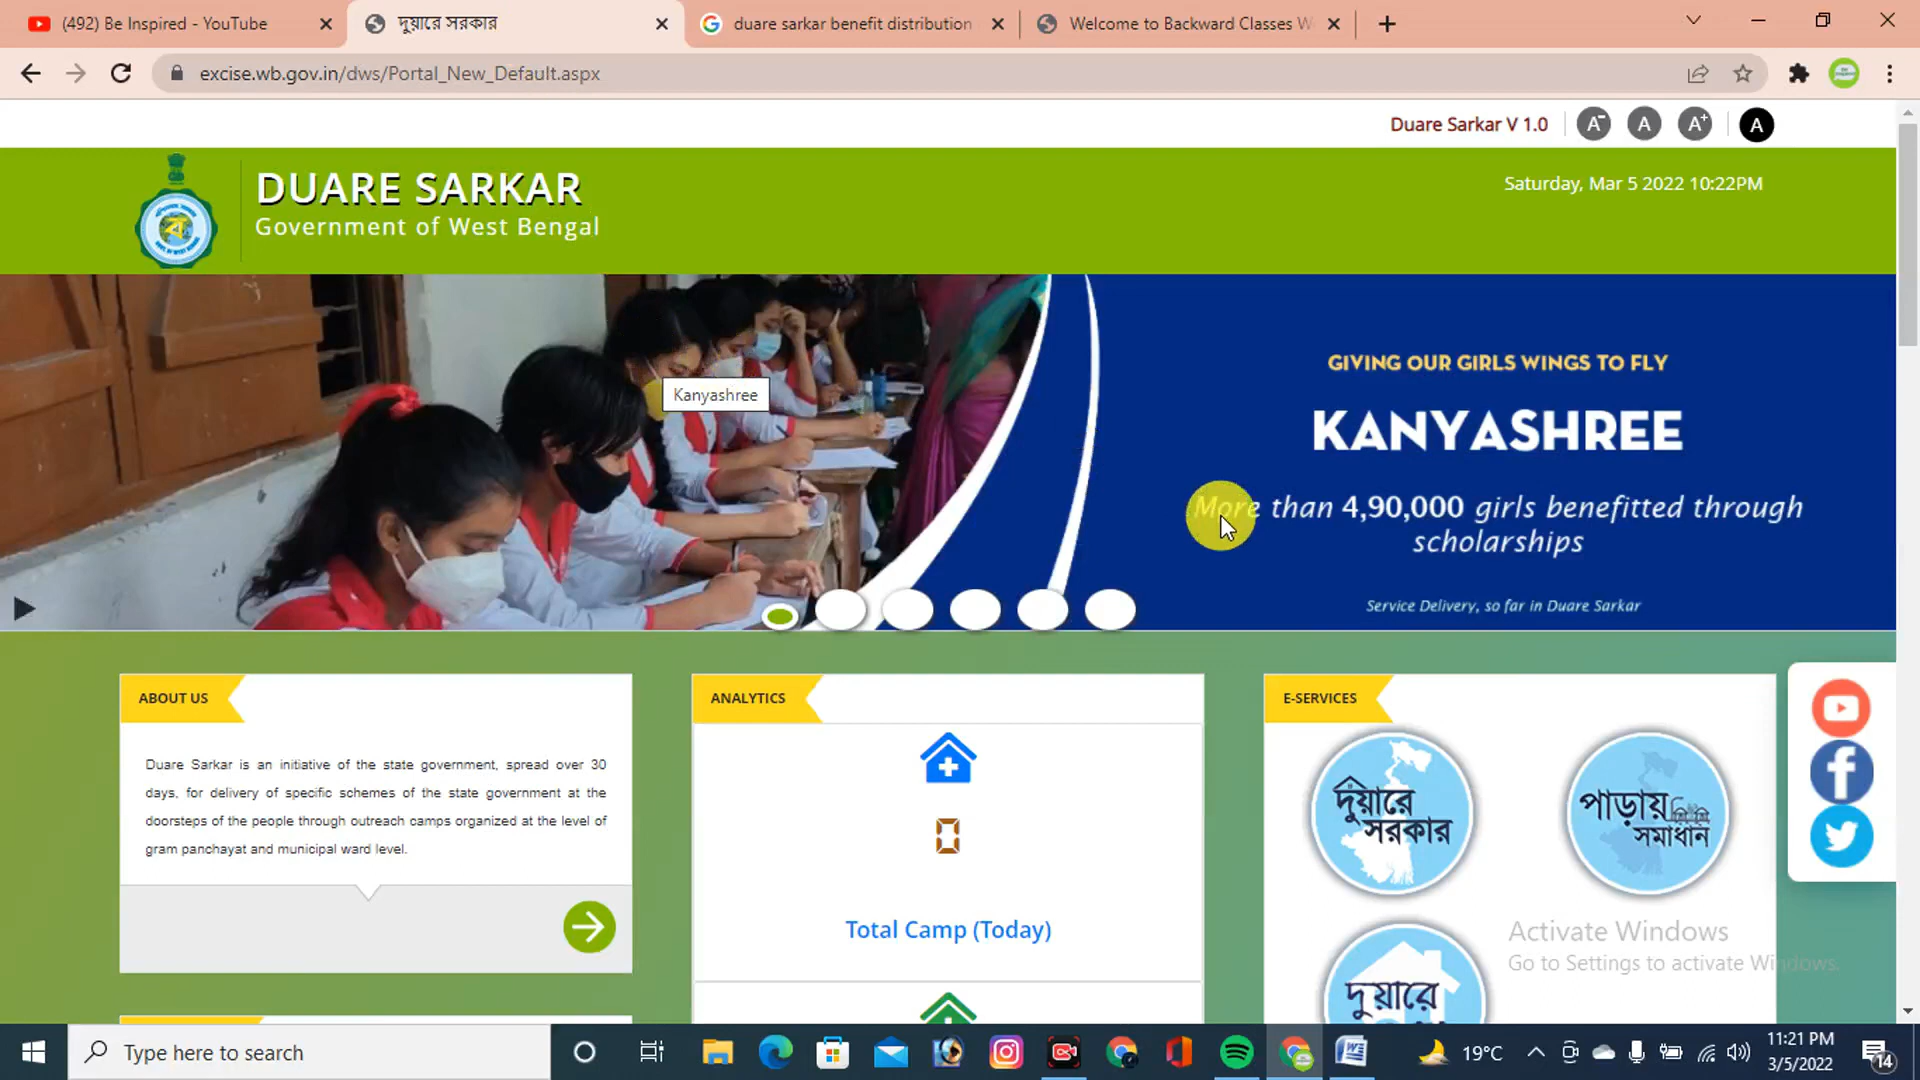 (492) Be Inspired - YouTube
দুয়ারে সরকার
duare sarkar benefit distribution
Welcome to Backward Classes W
excise.wb.gov.in/dws/Portal_New_Default.aspx
Duare Sarkar V 1.0
A- A A+ A
DUARE SARKAR
Government of West Bengal
Saturday, Mar 5 2022 10:22PM
Kanyashree
GIVING OUR GIRLS WINGS TO FLY
KANYASHREE
More than 4,90,000 girls benefitted through
scholarships
Service Delivery, so far in Duare Sarkar
ABOUT US
Duare Sarkar is an initiative of the state government, spread over 30
days, for delivery of specific schemes of the state government at the
doorsteps of the people through outreach camps organized at the level of
gram panchayat and municipal ward level.
ANALYTICS
0
Total Camp (Today)
E-SERVICES
দুয়ারে
সরকার
পাড়ায়
সমাধান
দুয়ারে
Activate Windows
Go to Settings to activate Windows.
Type here to search
19°C
11:21 PM
3/5/2022
14